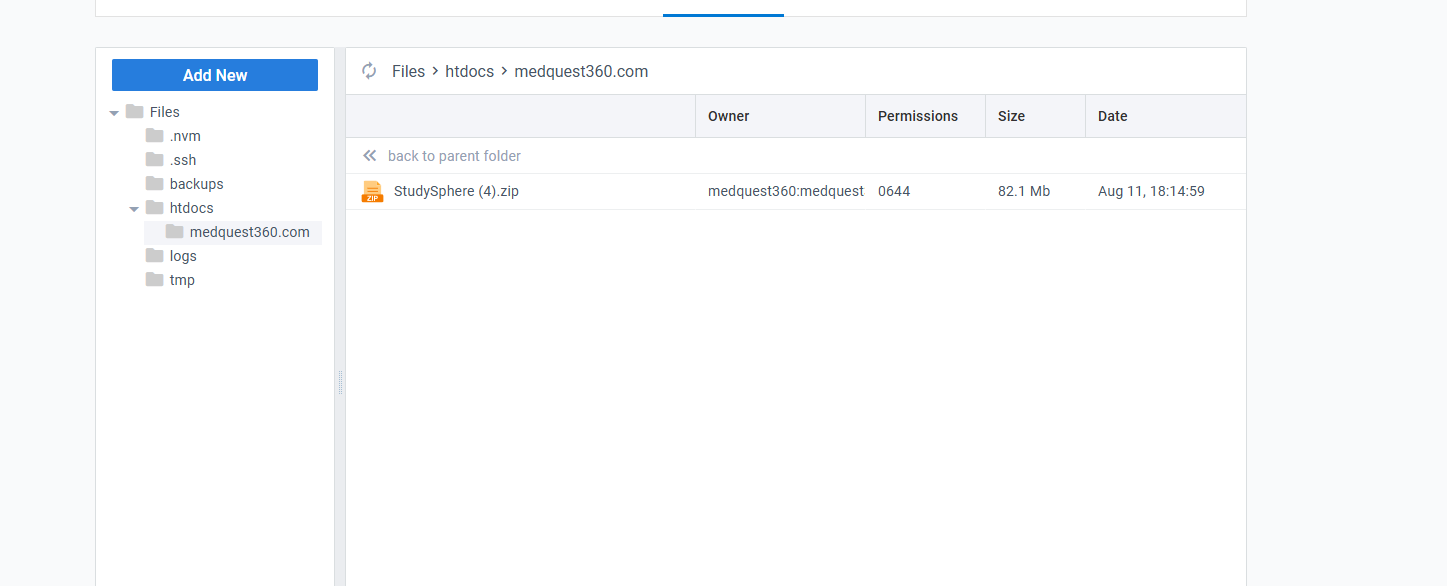 Add New
Files
.nvm
.ssh
backups
htdocs
medquest360.com
logs
tmp
Files > htdocs > medquest360.com
Owner Permissions Size Date
back to parent folder
ZIP StudySphere (4).zip medquest360:medquest 0644 82.1 Mb Aug 11, 18:14:59